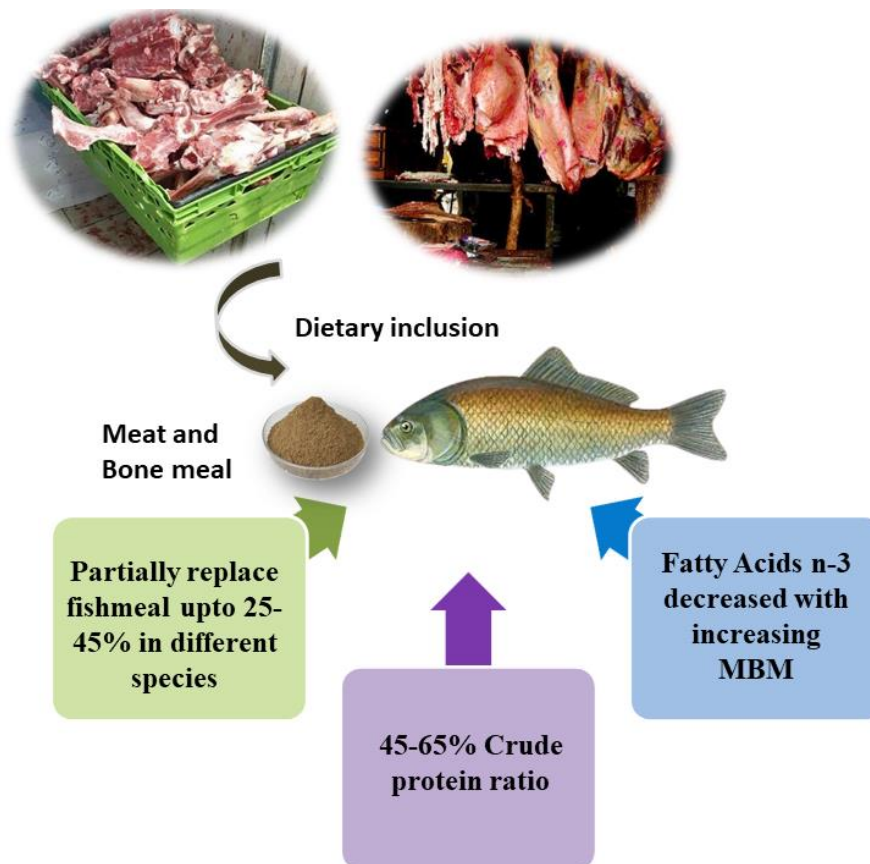 Dietary inclusion
Meat and
Bone meal
Partially replace
fishmeal upto 25-
45% in different
species
45-65% Crude
protein ratio
Fatty Acids n-3
decreased with
increasing
MBM